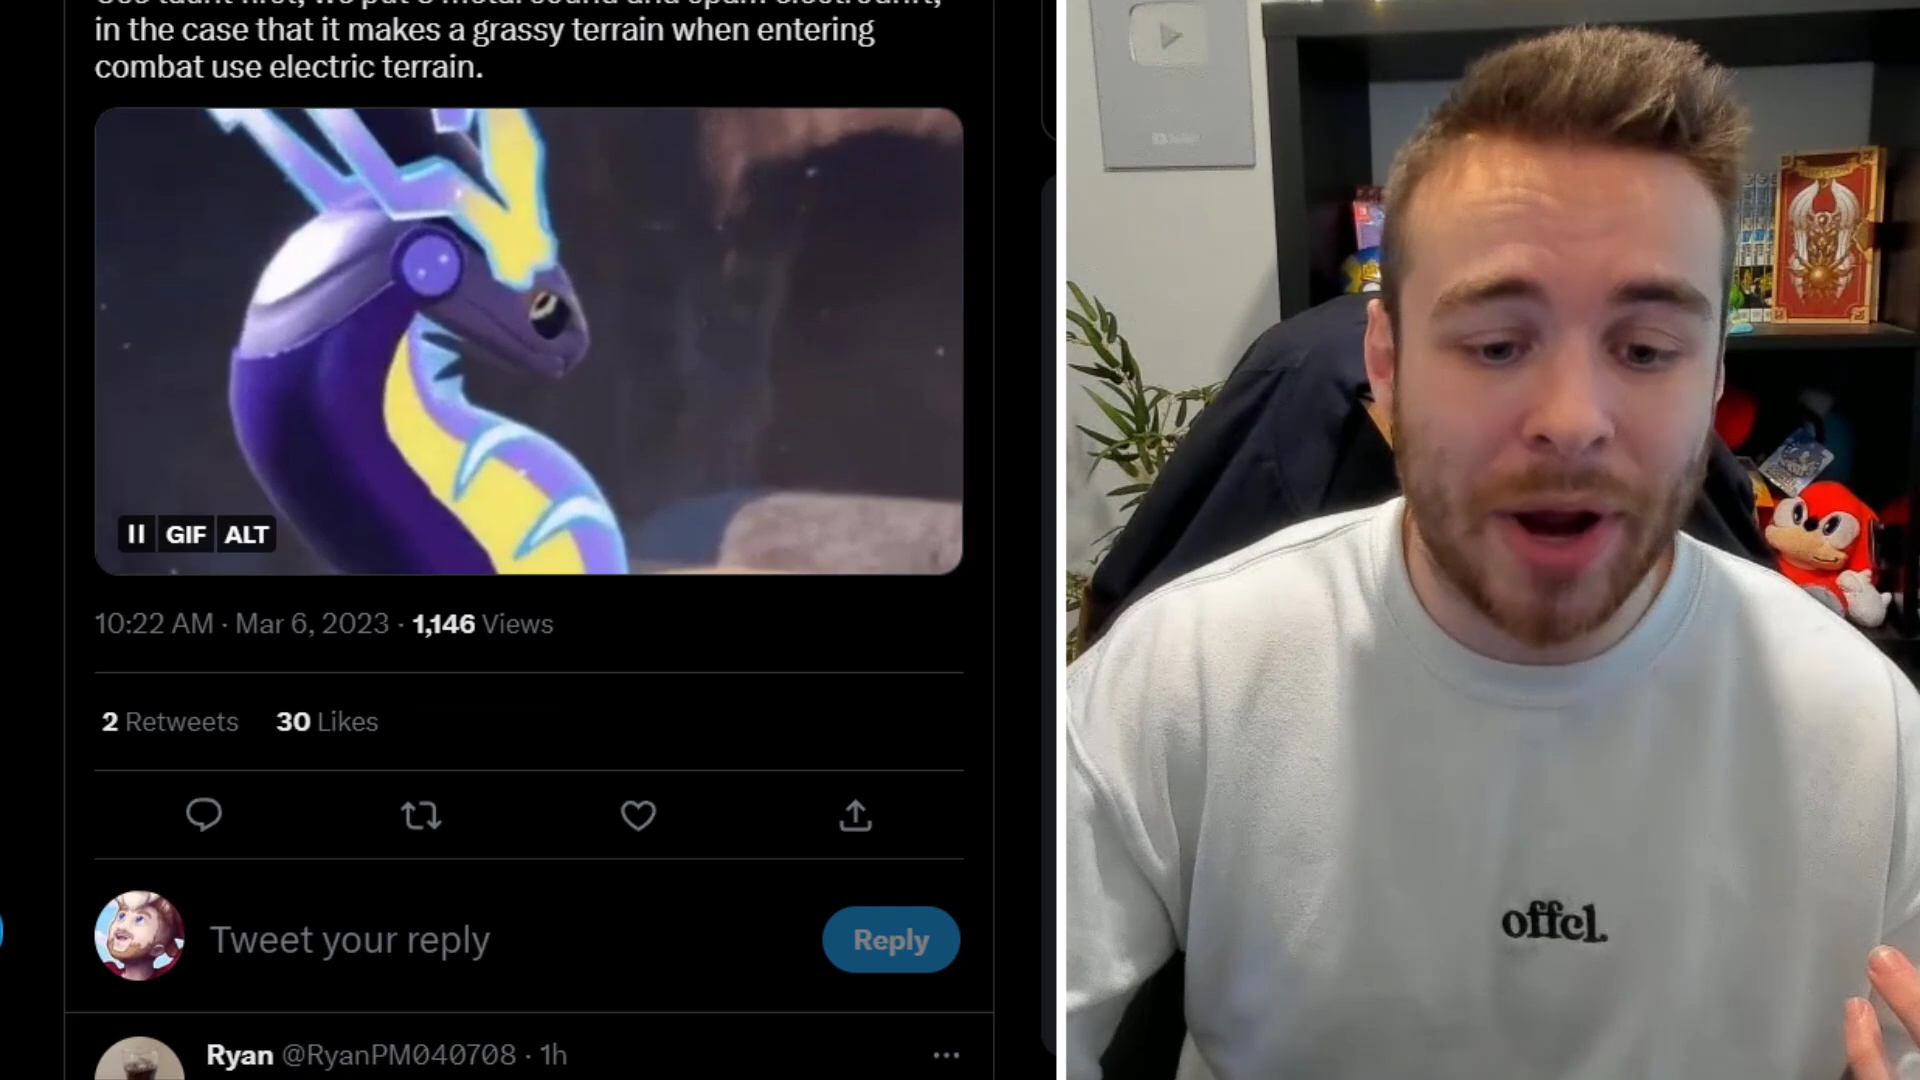 in the case that it makes a grassy terrain when entering
combat use electric terrain.
GIF ALT
10:22 AM · Mar 6, 2023 · 1,146 Views
2 Retweets 30 Likes
Tweet your reply
Reply
Ryan @RyanPM040708 · 1h
offcl.